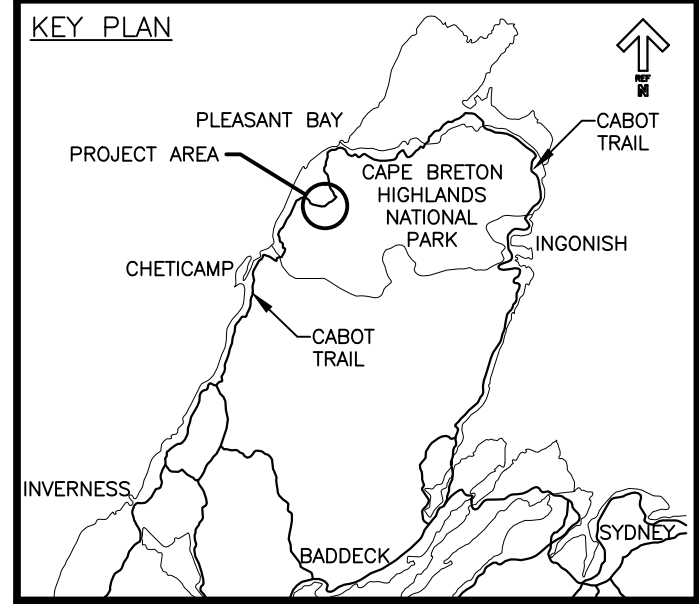 KEY PLAN
REF
N
PLEASANT BAY
CABOT
TRAIL
PROJECT AREA
CAPE BRETON
HIGHLANDS
NATIONAL
PARK
INGONISH
CHETICAMP
CABOT
TRAIL
INVERNESS
SYDNEY
BADDECK